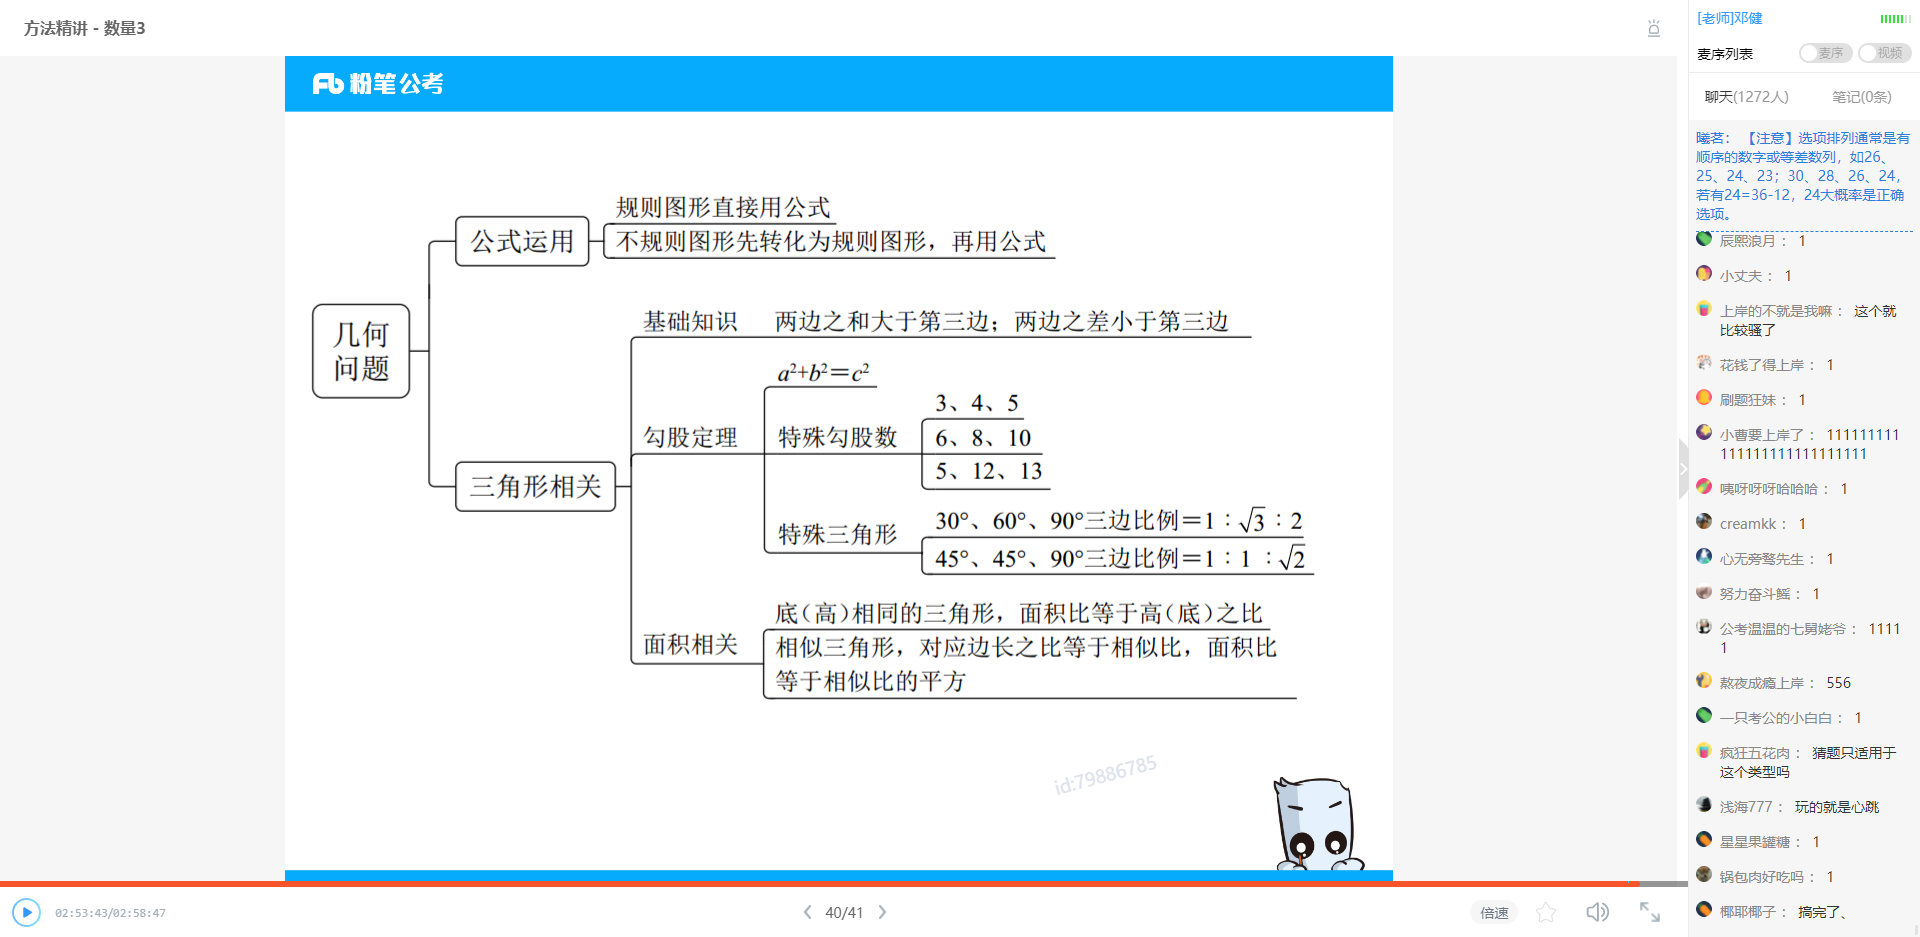 方法精讲 - 数量3
粉笔公考
几何
问题
公式运用
规则图形直接用公式
不规则图形先转化为规则图形，再用公式
三角形相关
基础知识 两边之和大于第三边；两边之差小于第三边
勾股定理
a²+b²=c²
特殊勾股数
3、4、5
6、8、10
5、12、13
特殊三角形
30°、60°、90°三边比例=1：√3：2
45°、45°、90°三边比例=1：1：√2
面积相关
底（高）相同的三角形，面积比等于高（底）之比
相似三角形，对应边长之比等于相似比，面积比
等于相似比的平方
id:79886785
02:53:43/02:58:47
40/41
倍速
[老师]邓健
麦序列表 麦序 视频
聊天(1272人) 笔记(0条)
曦茗： 【注意】选项排列通常是有
顺序的数字或等差数列，如26、
25、24、23；30、28、26、24，
若有24=36-12，24大概率是正确
选项。
辰熙浪月： 1
小丈夫： 1
上岸的不就是我嘛： 这个就
比较骚了
花钱了得上岸： 1
刷题狂妹： 1
小曹要上岸了： 111111111
111111111111111111
咦呀呀呀哈哈哈： 1
creamkk： 1
心无旁骛先生： 1
努力奋斗鳐： 1
公考温温的七舅姥爷： 1111
1
熬夜成瘾上岸： 556
一只考公的小白白： 1
疯狂五花肉： 猜题只适用于
这个类型吗
浅海777： 玩的就是心跳
星星果罐糖： 1
锅包肉好吃吗： 1
椰耶椰子： 搞完了、